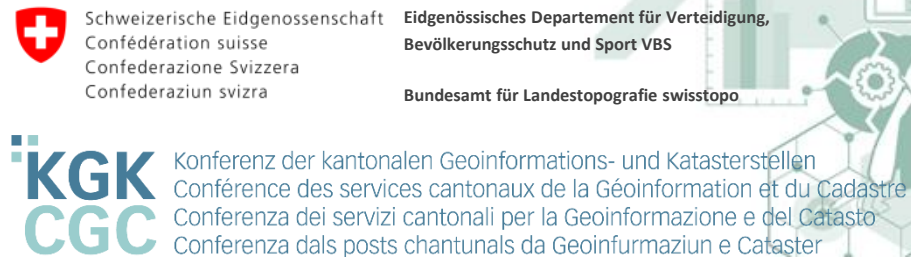 Schweizerische Eidgenossenschaft
Confédération suisse
Confederazione Svizzera
Confederaziun svizra
Eidgenössisches Departement für Verteidigung,
Bevölkerungsschutz und Sport VBS
Bundesamt für Landestopografie swisstopo
KGK
CGC
Konferenz der kantonalen Geoinformations- und Katasterstellen
Conférence des services cantonaux de la Géoinformation et du Cadastre
Conferenza dei servizi cantonali per la Geoinformazione e del Catasto
Conferenza dals posts chantunals da Geoinfurmaziun e Cataster